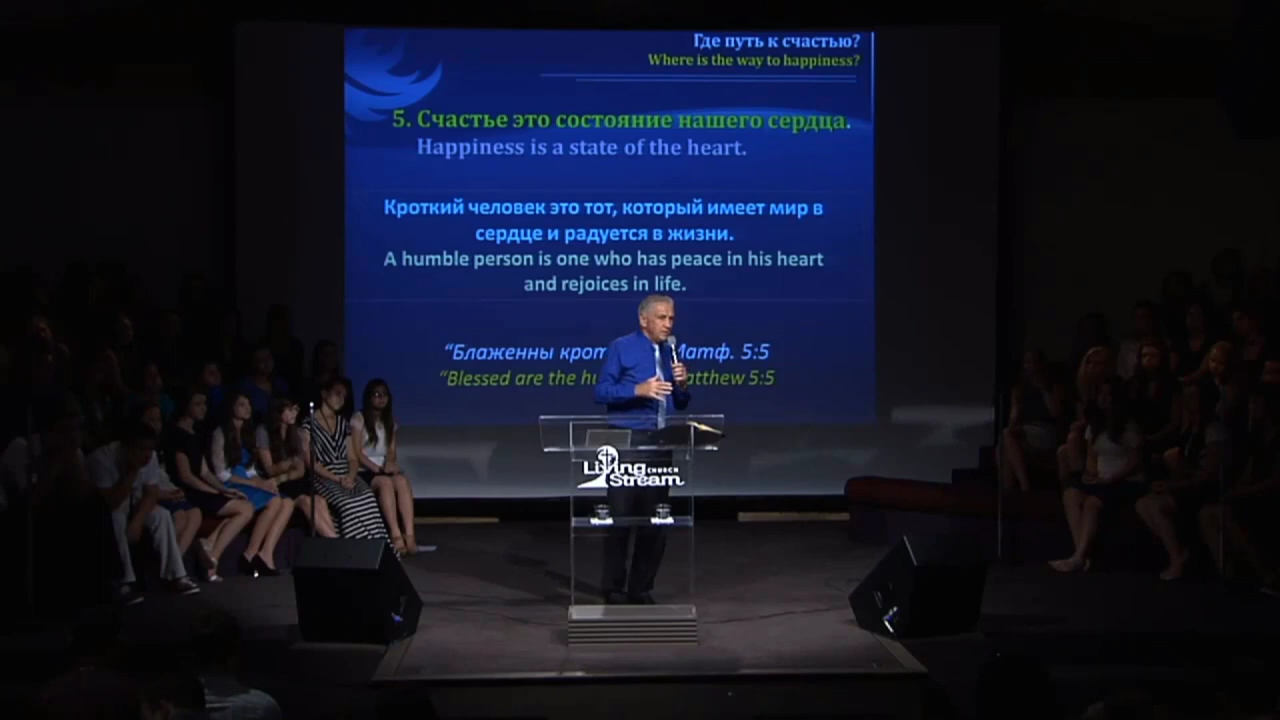 Где путь к счастью?
Where is the way to happiness?
5. Счастье это состояние нашего сердца.
Happiness is a state of the heart.
Кроткий человек это тот, который имеет мир в
сердце и радуется в жизни.
A humble person is one who has peace in his heart
and rejoices in life.
“Блаженны Матф. 5:5
“Blessed are the Matthew 5:5
Living CHURCH
Stream